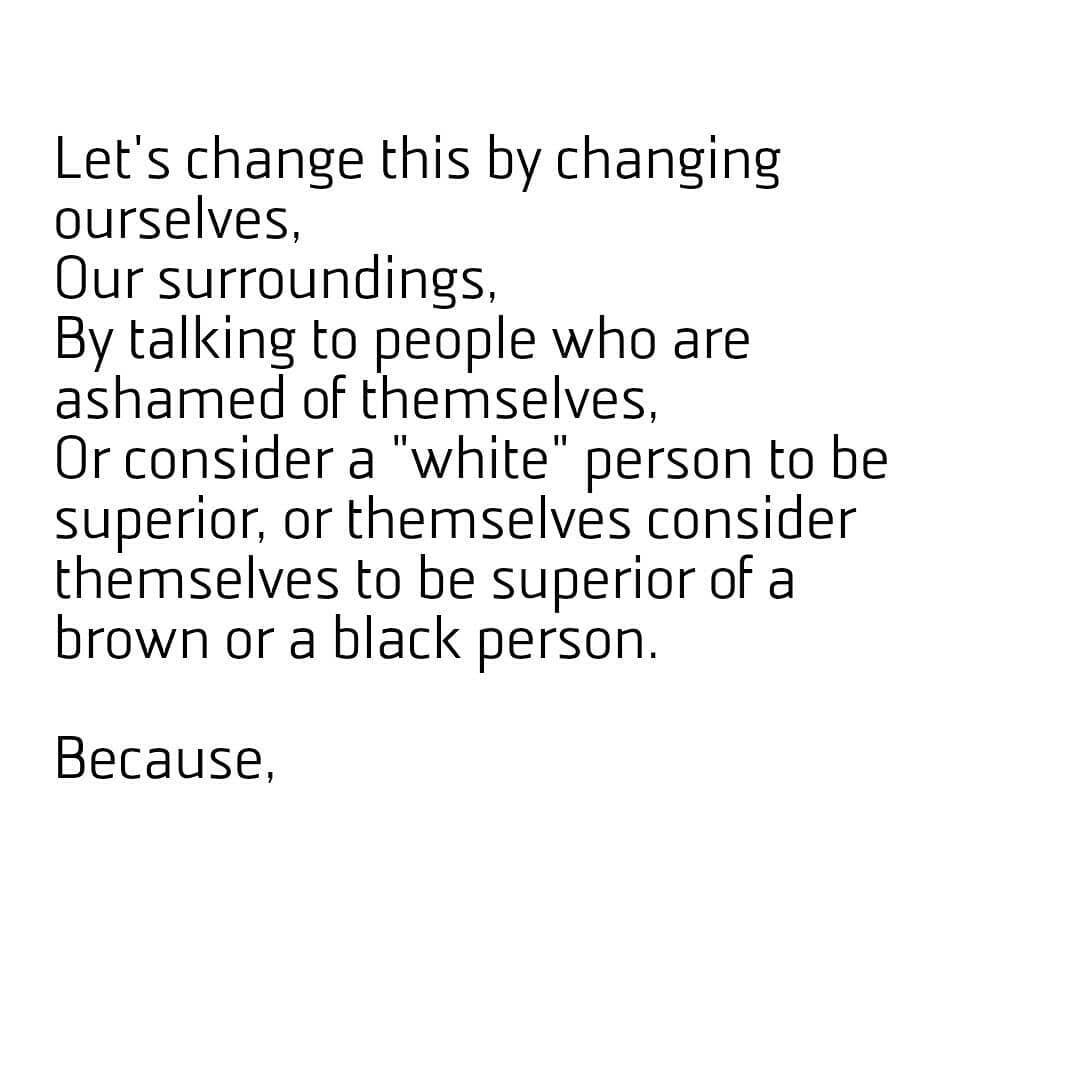 Let's change this by changing
ourselves,
Our surroundings,
By talking to people who are
ashamed of themselves,
Or consider a "white" person to be
superior, or themselves consider
themselves to be superior of a
brown or a black person.
Because,